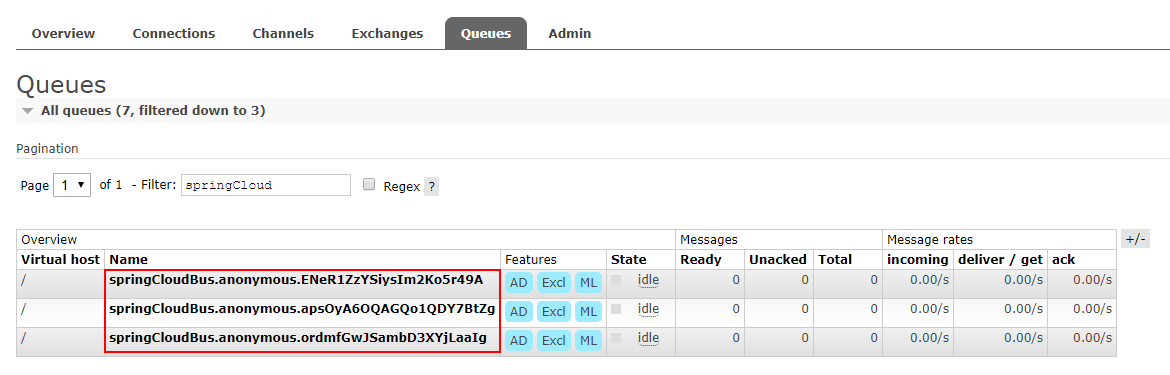 Overview Connections Channels Exchanges Queues Admin
Queues
All queues (7, filtered down to 3)
Pagination
Page 1 of 1 - Filter: springCloud Regex ?
Overview Messages Message rates +/-
Virtual host Name Features State Ready Unacked Total incoming deliver / get ack
/ springCloudBus.anonymous.ENeR1ZzYSiysIm2Ko5r49A AD Excl ML idle 0 0 0 0.00/s 0.00/s 0.00/s
/ springCloudBus.anonymous.apsOyA6OQAGQo1QDY7BtZg AD Excl ML idle 0 0 0 0.00/s 0.00/s 0.00/s
/ springCloudBus.anonymous.ordmfGwJSambD3XYjLaaIg AD Excl ML idle 0 0 0 0.00/s 0.00/s 0.00/s